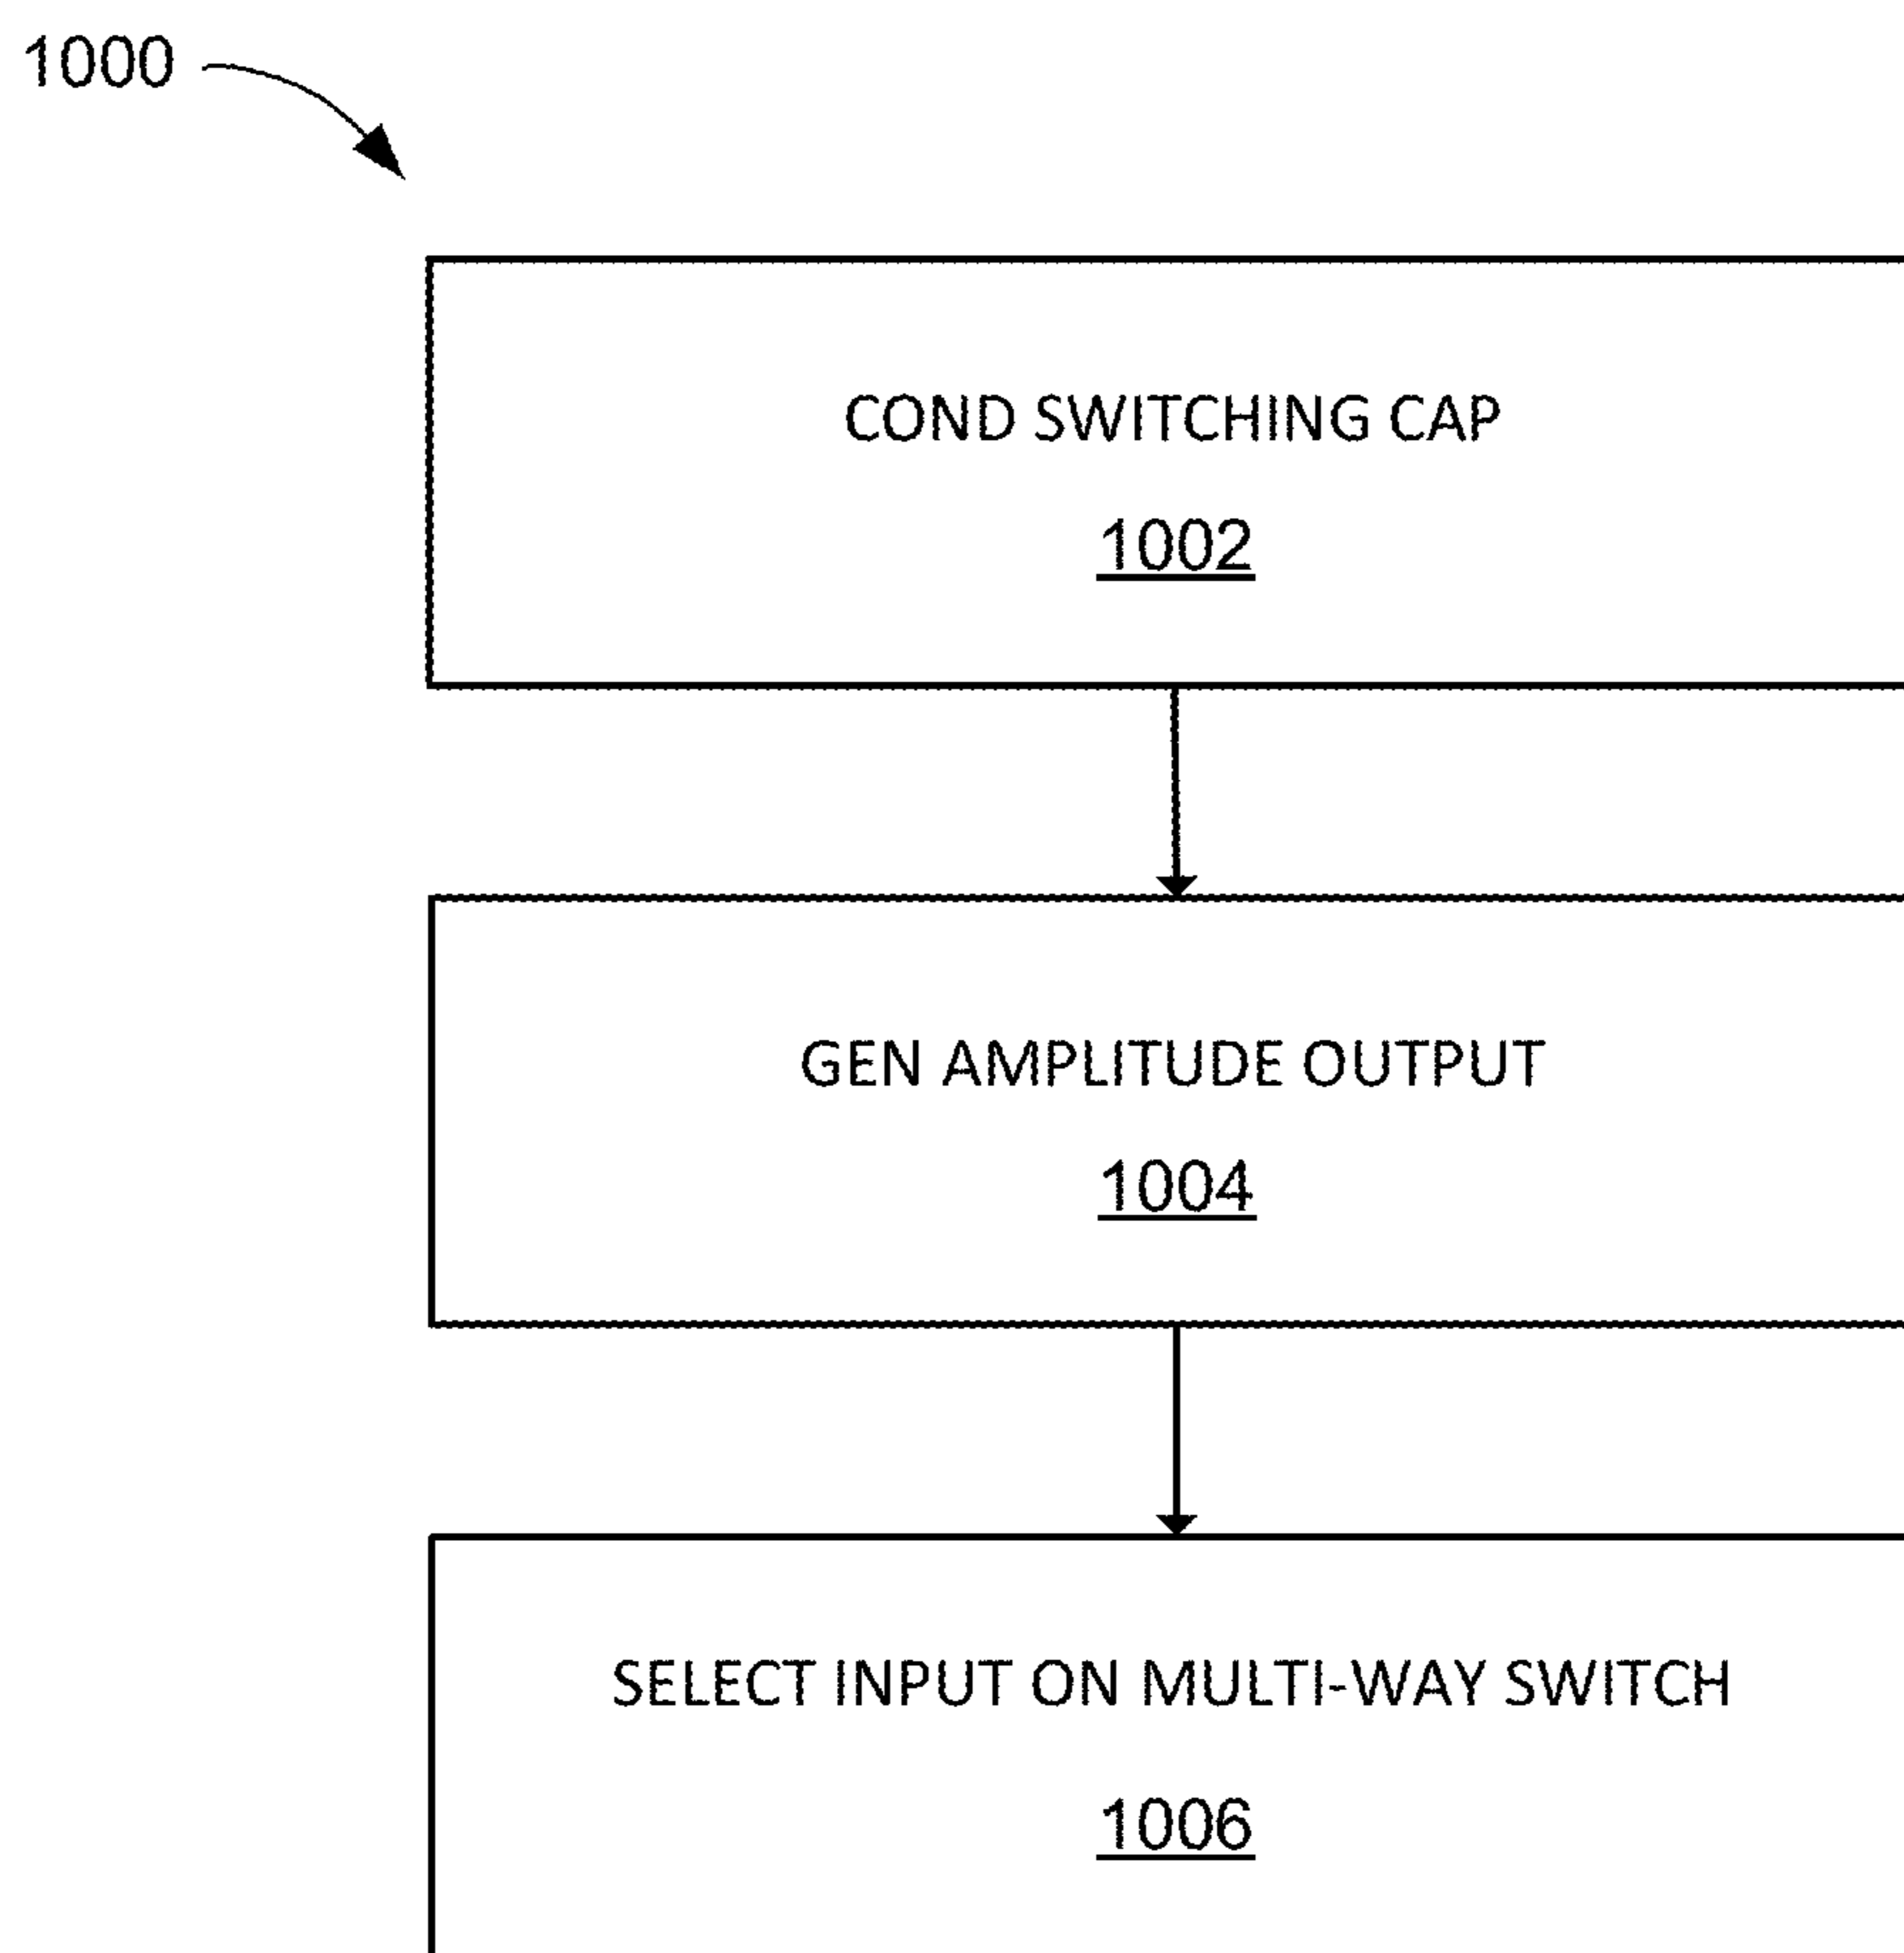 1000
COND SWITCHING CAP
1002
GEN AMPLITUDE OUTPUT
1004
SELECT INPUT ON MULTI-WAY SWITCH
1006